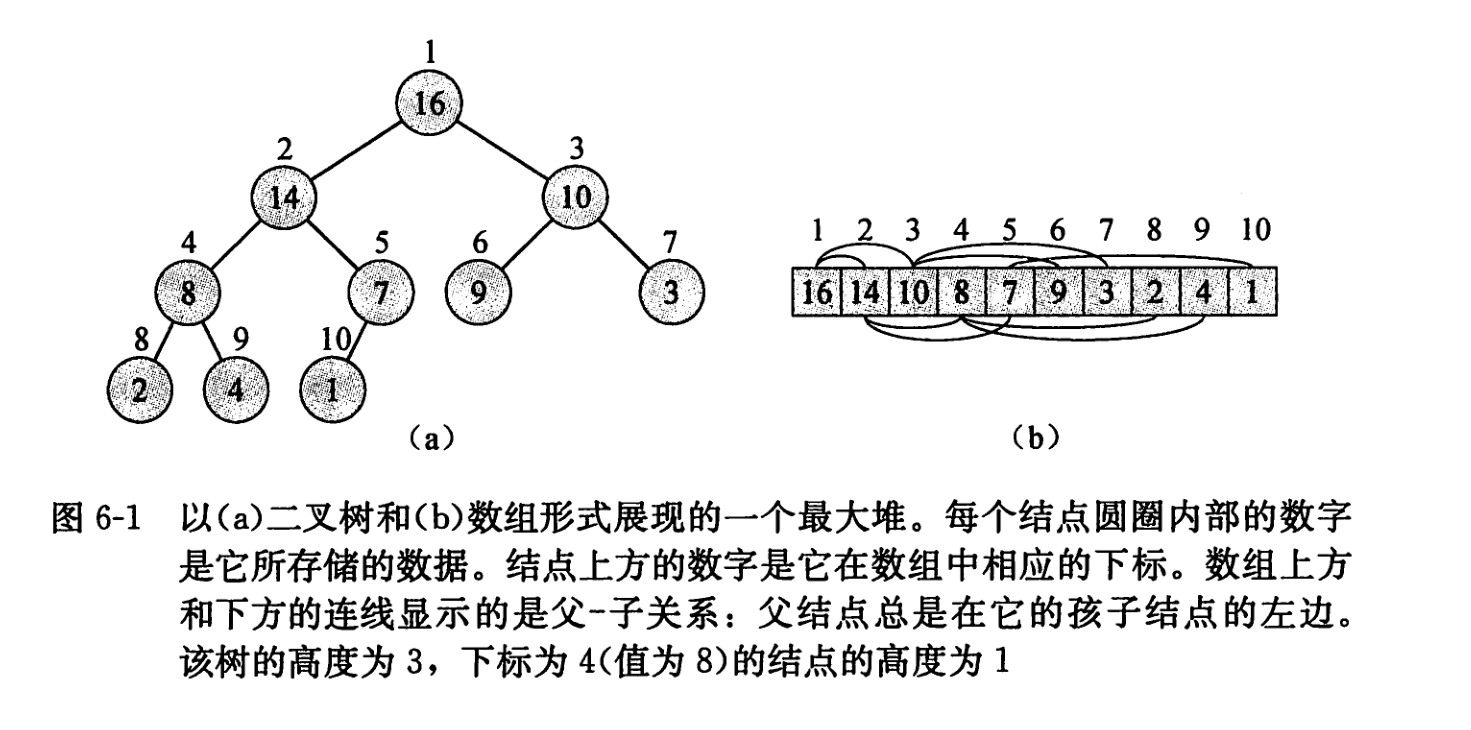 1
16
2 3
14 10
4 5 6 7
8 7 9 3
8 9 10
2 4 1
(a)
1 2 3 4 5 6 7 8 9 10
16 14 10 8 7 9 3 2 4 1
(b)
图 6-1 以(a)二叉树和(b)数组形式展现的一个最大堆。每个结点圆圈内部的数字
是它所存储的数据。结点上方的数字是它在数组中相应的下标。数组上方
和下方的连线显示的是父-子关系：父结点总是在它的孩子结点的左边。
该树的高度为 3，下标为 4(值为 8)的结点的高度为 1